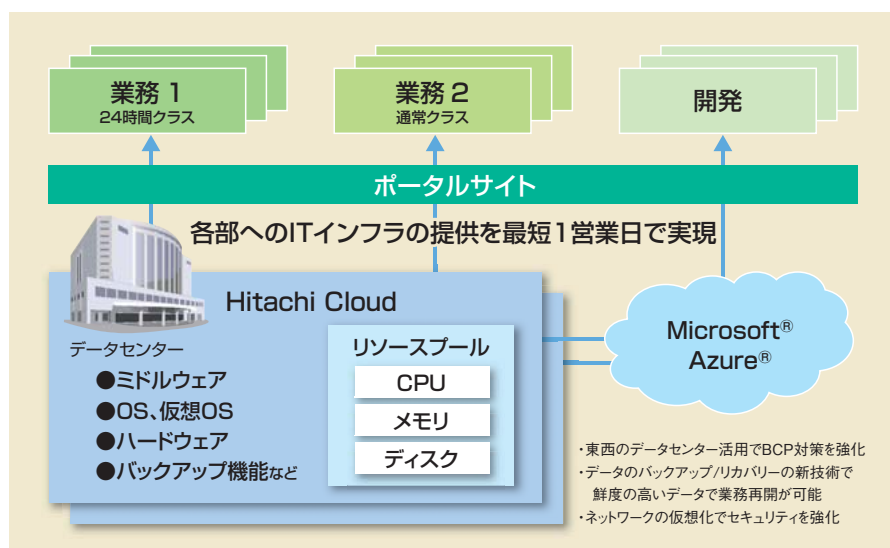 業務 1
24時間クラス
業務 2
通常クラス
開発
ポータルサイト
各部へのITインフラの提供を最短1営業日で実現
Hitachi Cloud
データセンター
●ミドルウェア
●OS、仮想OS
●ハードウェア
●バックアップ機能など
リソースプール
CPU
メモリ
ディスク
Microsoft®
Azure®
・東西のデータセンター活用でBCP対策を強化
・データのバックアップ/リカバリーの新技術で
鮮度の高いデータで業務再開が可能
・ネットワークの仮想化でセキュリティを強化